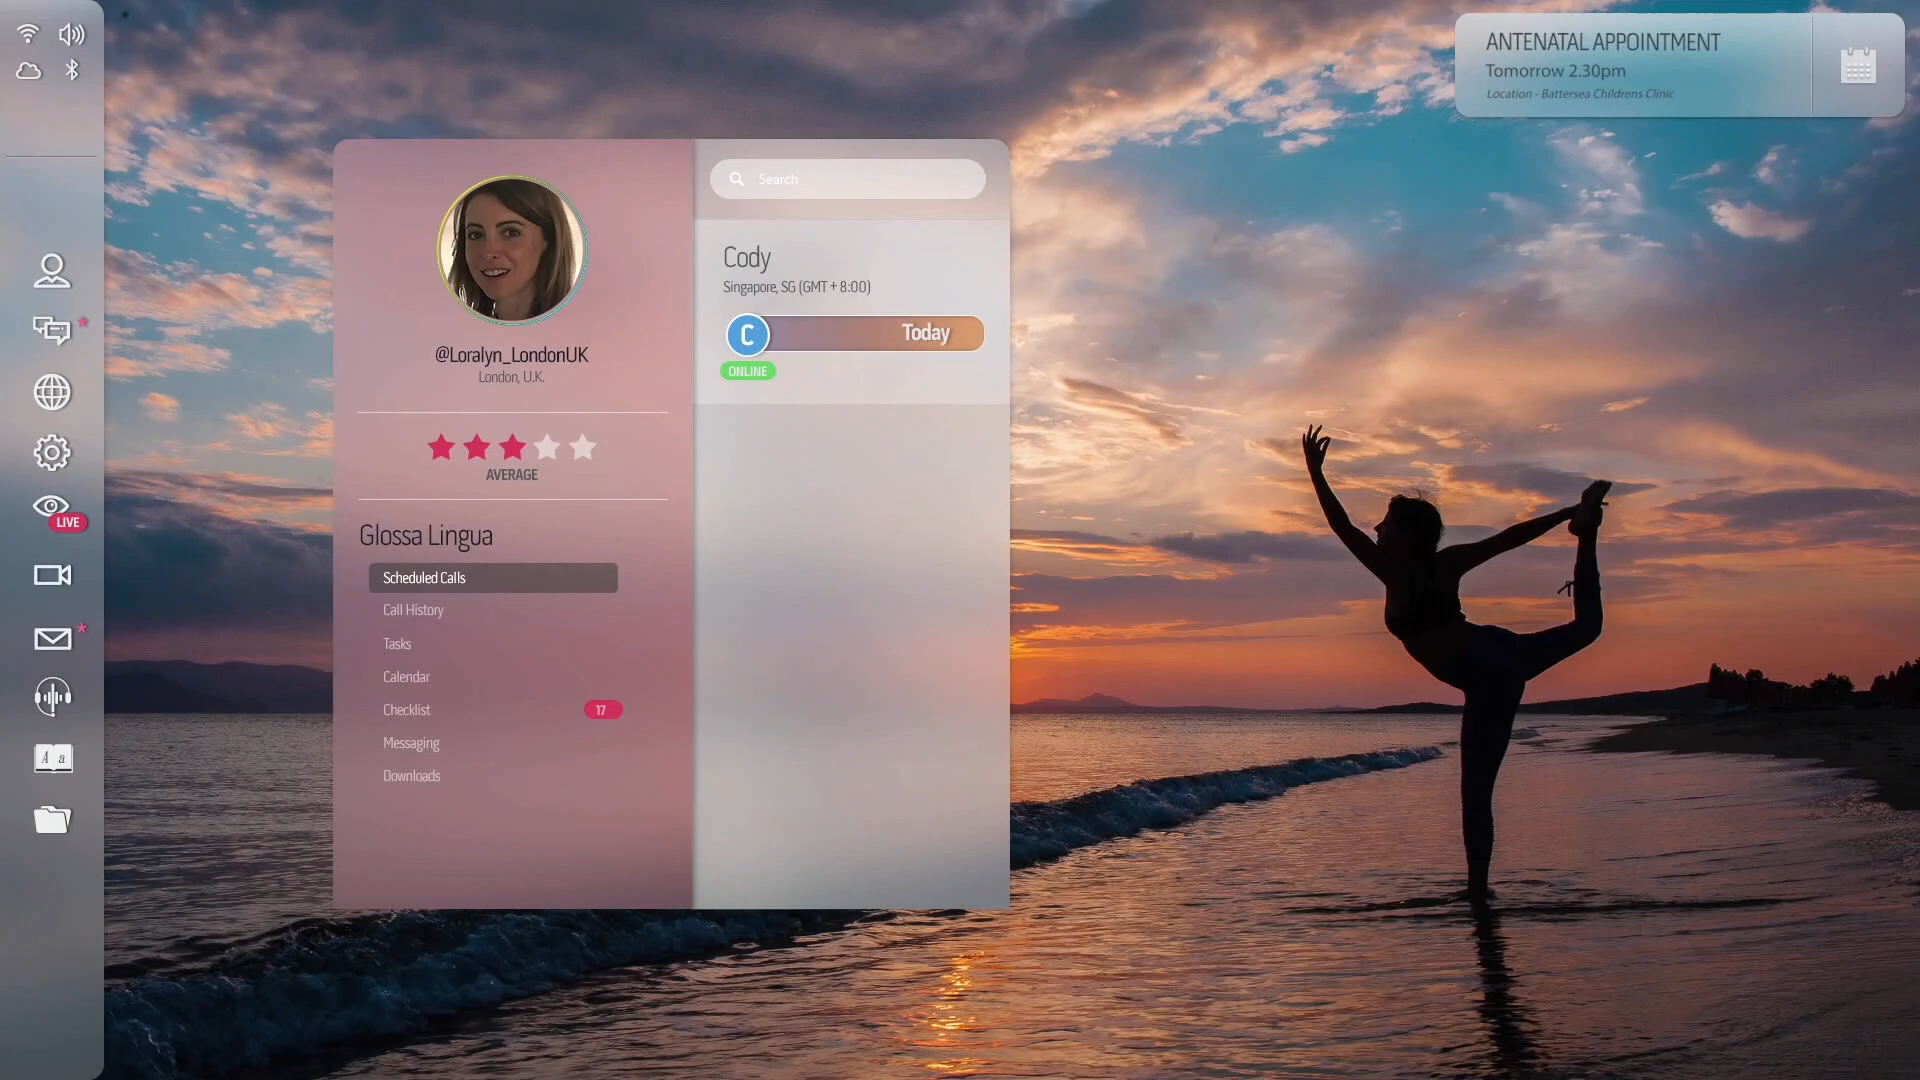 ANTENATAL APPOINTMENT
Tomorrow 2.30pm
Location - Battersea Childrens Clinic
Search
Cody
Singapore, SG (GMT + 8:00)
C
Today
ONLINE
@Loralyn_LondonUK
London, U.K.
AVERAGE
Glossa Lingua
Scheduled Calls
Call History
Tasks
Calendar
Checklist 17
Messaging
Downloads
LIVE
A a